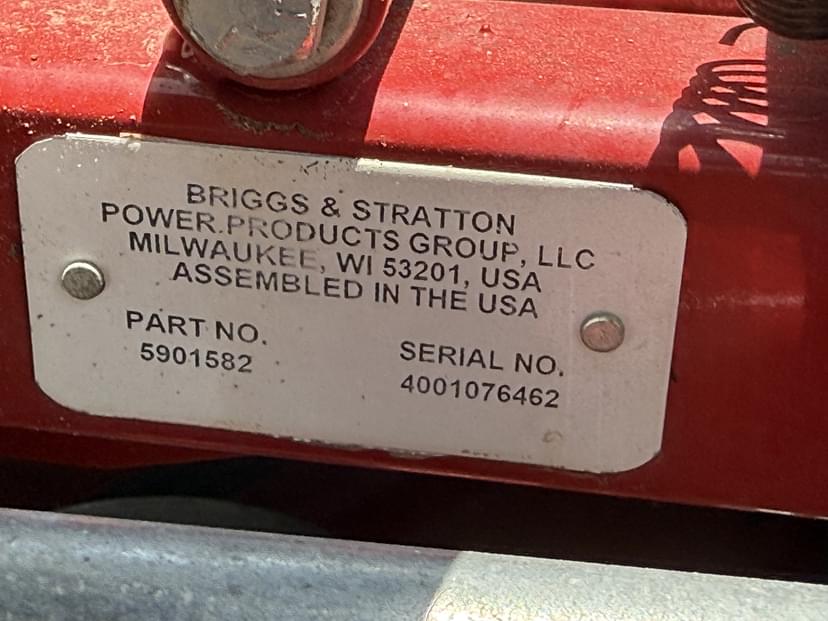 BRIGGS & STRATTON
POWER PRODUCTS GROUP, LLC
MILWAUKEE, WI 53201, USA
ASSEMBLED IN THE USA
PART NO.
5901582
SERIAL NO.
4001076462